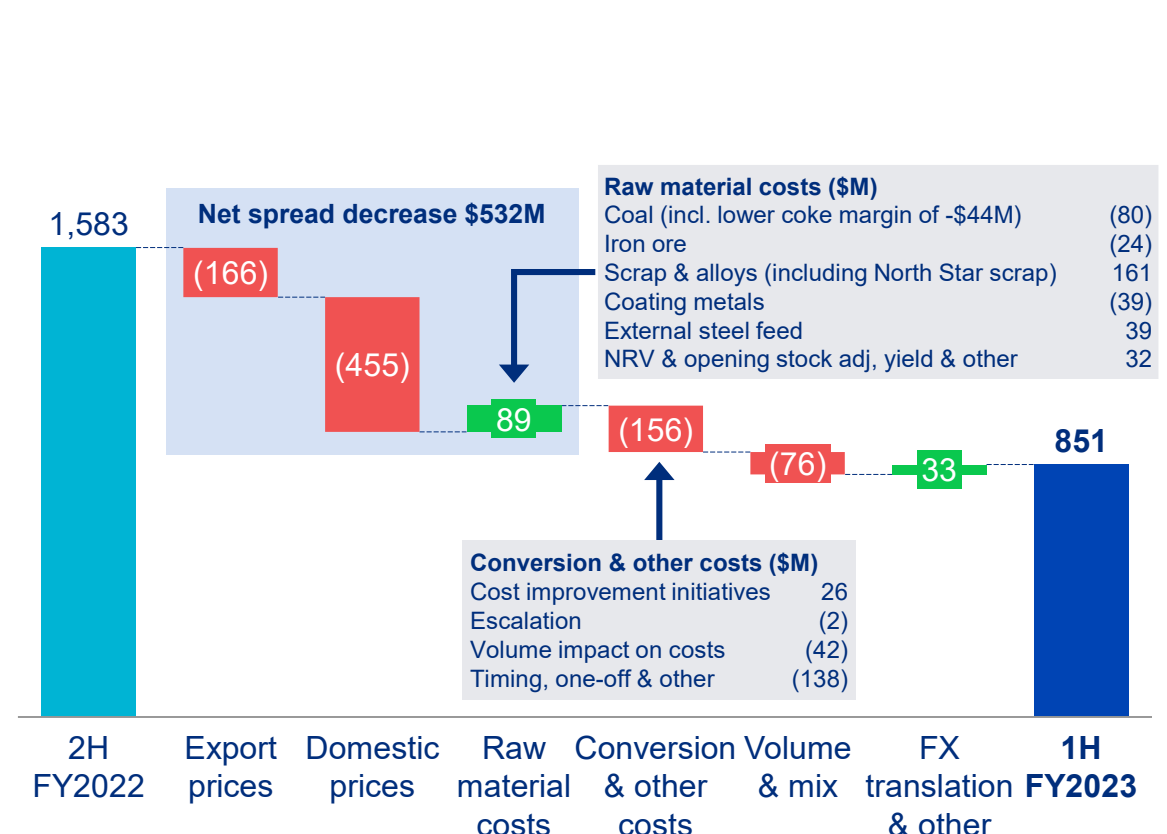 Net spread decrease $532M
1,583
(166)
(455)
89
(156)
(76)
33
851
Raw material costs ($M)
Coal (incl. lower coke margin of -$44M) (80)
Iron ore (24)
Scrap & alloys (including North Star scrap) 161
Coating metals (39)
External steel feed 39
NRV & opening stock adj, yield & other 32
Conversion & other costs ($M)
Cost improvement initiatives 26
Escalation (2)
Volume impact on costs (42)
Timing, one-off & other (138)
2H
FY2022
Export
prices
Domestic
prices
Raw
material
costs
Conversion
& other
costs
Volume
& mix
FX
translation
& other
1H
FY2023